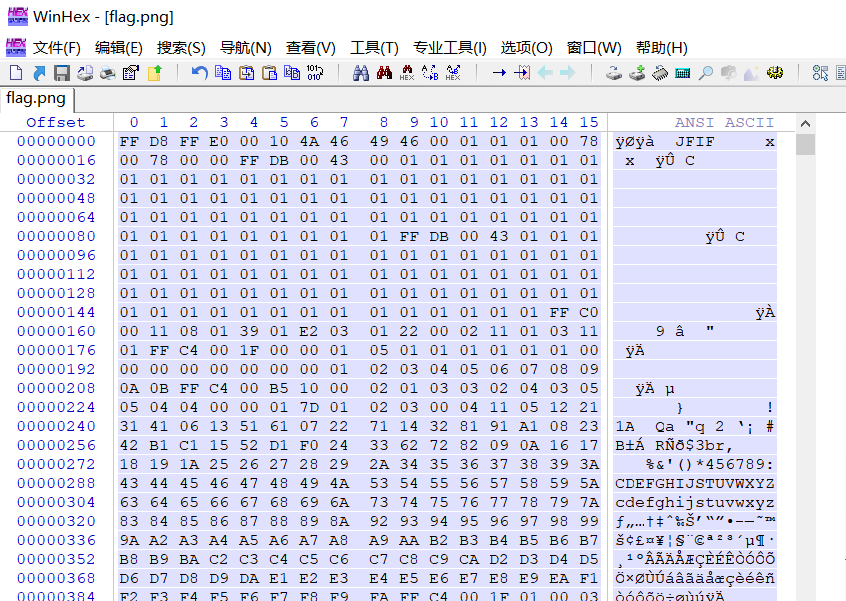 WinHex - [flag.png]
文件(F) 编辑(E) 搜索(S) 导航(N) 查看(V) 工具(T) 专业工具(I) 选项(O) 窗口(W) 帮助(H)
flag.png
Offset 0 1 2 3 4 5 6 7 8 9 10 11 12 13 14 15 ANSI ASCII
00000000 FF D8 FF E0 00 10 4A 46 49 46 00 01 01 01 00 78 ÿØÿà JFIF x
00000016 00 78 00 00 FF DB 00 43 00 01 01 01 01 01 01 01 x ÿÛ C
00000032 01 01 01 01 01 01 01 01 01 01 01 01 01 01 01 01
00000048 01 01 01 01 01 01 01 01 01 01 01 01 01 01 01 01
00000064 01 01 01 01 01 01 01 01 01 01 01 01 01 01 01 01
00000080 01 01 01 01 01 01 01 01 01 FF DB 00 43 01 01 01 ÿÛ C
00000096 01 01 01 01 01 01 01 01 01 01 01 01 01 01 01 01
00000112 01 01 01 01 01 01 01 01 01 01 01 01 01 01 01 01
00000128 01 01 01 01 01 01 01 01 01 01 01 01 01 01 01 01
00000144 01 01 01 01 01 01 01 01 01 01 01 01 01 01 FF C0 ÿÀ
00000160 00 11 08 01 39 01 E2 03 01 22 00 02 11 01 03 11 9 â "
00000176 01 FF C4 00 1F 00 00 01 05 01 01 01 01 01 01 00 ÿÄ
00000192 00 00 00 00 00 00 00 01 02 03 04 05 06 07 08 09
00000208 0A 0B FF C4 00 B5 10 00 02 01 03 03 02 04 03 05 ÿÄ µ
00000224 05 04 04 00 00 01 7D 01 02 03 00 04 11 05 12 21 } !
00000240 31 41 06 13 51 61 07 22 71 14 32 81 91 A1 08 23 1A Qa "q 2 ‘¡ #
00000256 42 B1 C1 15 52 D1 F0 24 33 62 72 82 09 0A 16 17 B±Á RÑð$3br‚
00000272 18 19 1A 25 26 27 28 29 2A 34 35 36 37 38 39 3A %&'()*456789:
00000288 43 44 45 46 47 48 49 4A 53 54 55 56 57 58 59 5A CDEFGHIJSTUVWXYZ
00000304 63 64 65 66 67 68 69 6A 73 74 75 76 77 78 79 7A cdefghijstuvwxyz
00000320 83 84 85 86 87 88 89 8A 92 93 94 95 96 97 98 99 ƒ„…†‡ˆ‰Š’“”•–—˜™
00000336 9A A2 A3 A4 A5 A6 A7 A8 A9 AA B2 B3 B4 B5 B6 B7 š¢£¤¥¦§¨©ª²³´µ¶·
00000352 B8 B9 BA C2 C3 C4 C5 C6 C7 C8 C9 CA D2 D3 D4 D5 ¸¹ºÂÃÄÅÆÇÈÉÊÒÓÔÕ
00000368 D6 D7 D8 D9 DA E1 E2 E3 E4 E5 E6 E7 E8 E9 EA F1 Ö×ØÙÚáâãäåæçèéêñ
00000384 F2 F3 F4 F5 F6 F7 F8 F9 FA FF C4 00 1F 01 00 03 òóôõö÷øùúÿÄ